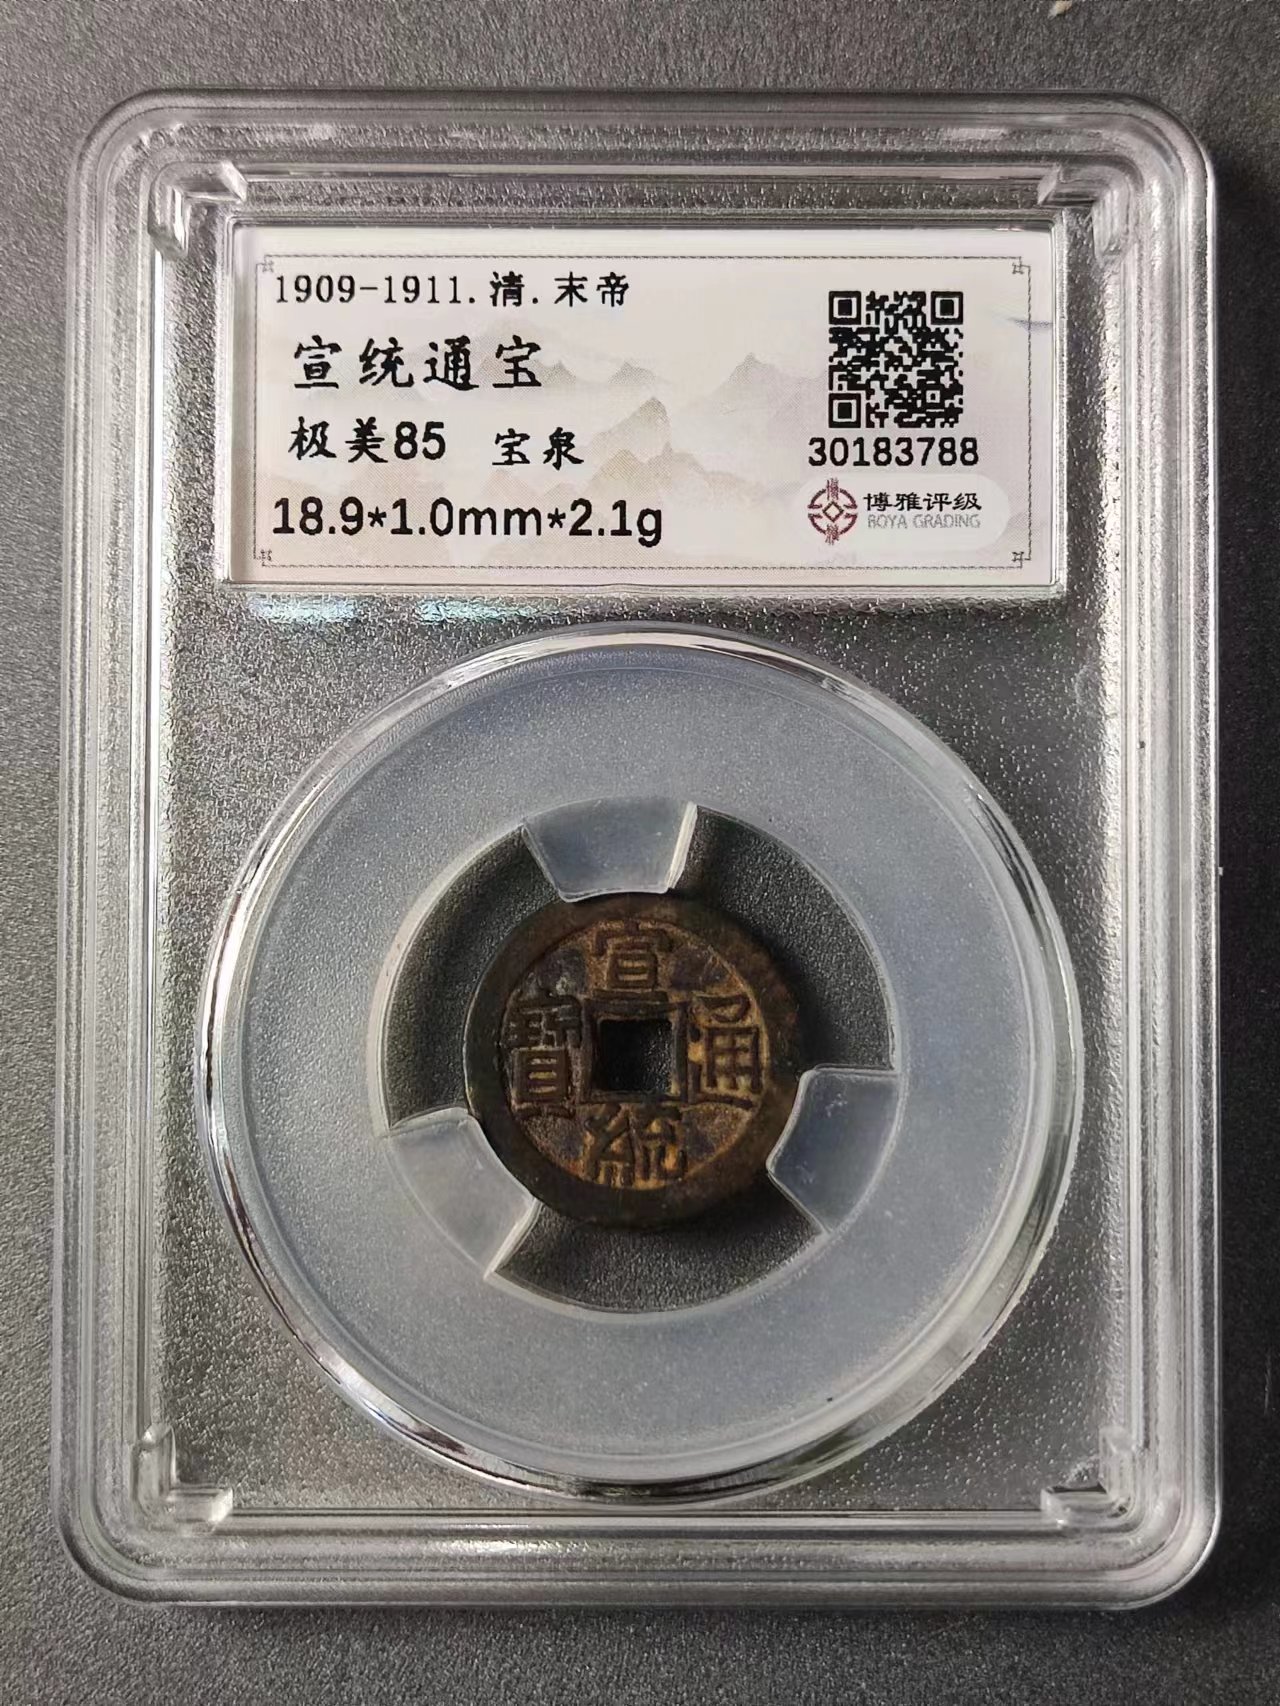 1909-1911.清.末帝
宣统通宝
极美85 宝泉
18.9*1.0mm*2.1g
30183788
博雅评级
BOYA GRADING
宣
寶 通
統